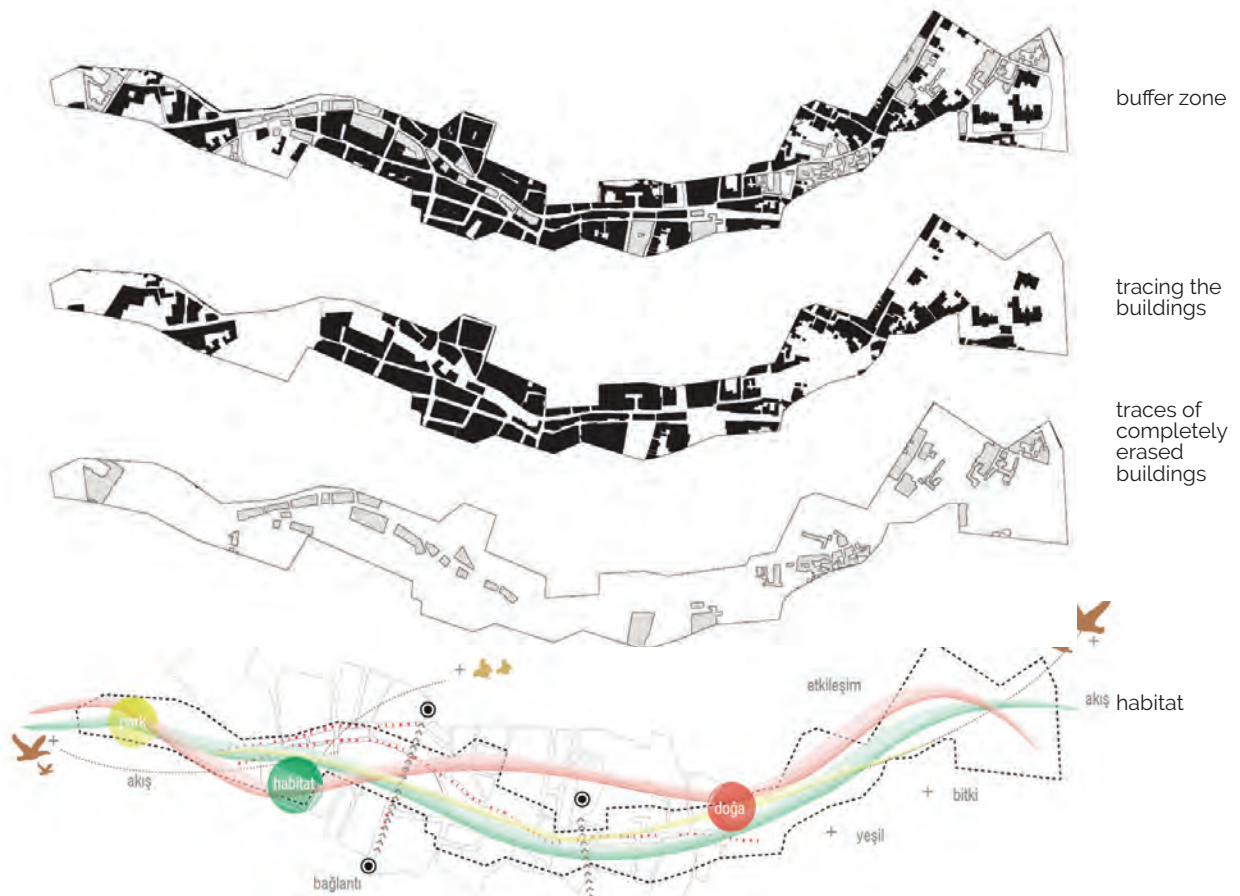 buffer zone
tracing the
buildings
traces of
completely
erased
buildings
etkileşim
akış
habitat
park
akış
habitat
doğa
bitki
yeşil
bağlantı